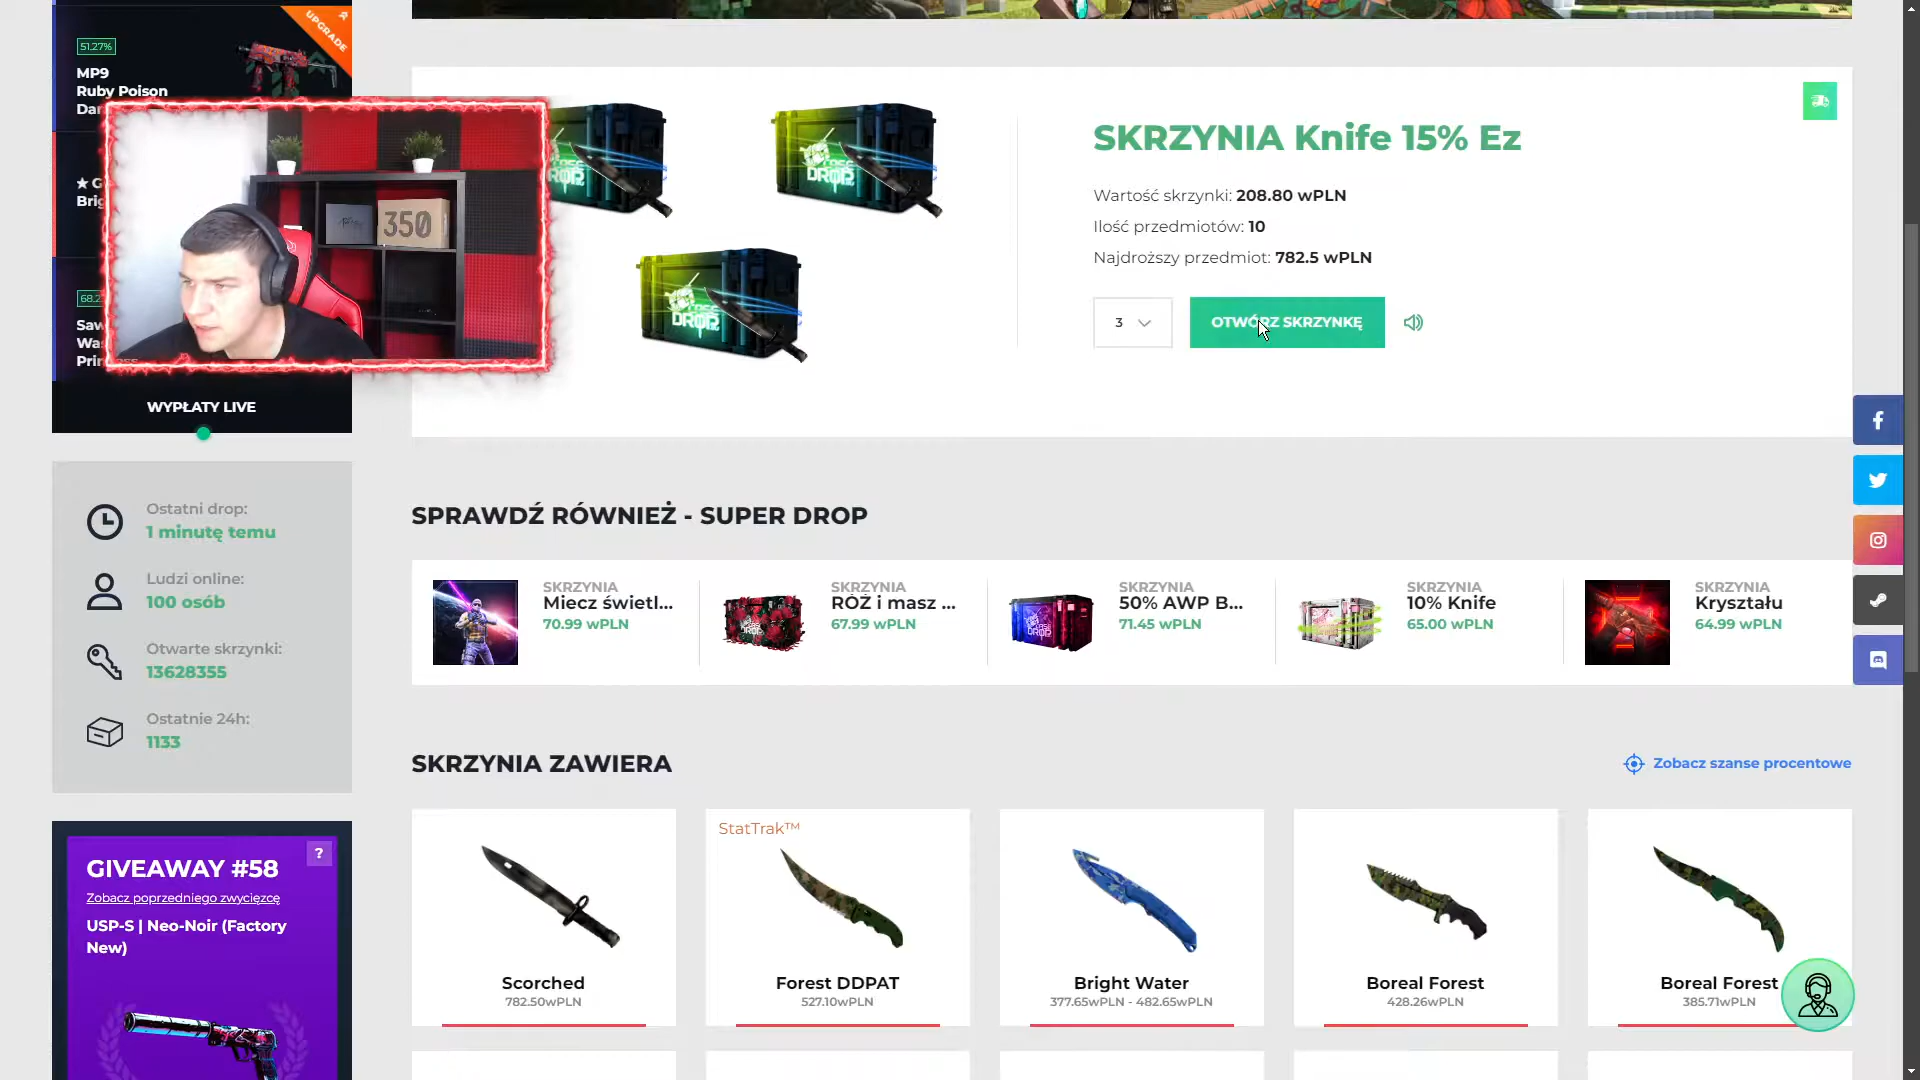 51.27%
UPGRADE
MP9
Ruby Poison
SKRZYNIA Knife 15% Ez
Wartość skrzynki: 208.80 wPLN
Ilość przedmiotów: 10
Najdroższy przedmiot: 782.5 wPLN
3
OTWÓRZ SKRZYNKĘ
350
CASE
DROP
WYPŁATY LIVE
Ostatni drop:
1 minutę temu
Ludzi online:
100 osób
Otwarte skrzynki:
13628355
Ostatnie 24h:
1133
SPRAWDŹ RÓWNIEŻ - SUPER DROP
SKRZYNIA
Miecz świetl...
70.99 wPLN
SKRZYNIA
RÓŻ i masz ...
67.99 wPLN
SKRZYNIA
50% AWP B...
71.45 wPLN
SKRZYNIA
10% Knife
65.00 wPLN
SKRZYNIA
Kryształu
64.99 wPLN
SKRZYNIA ZAWIERA
Zobacz szanse procentowe
Scorched
782.50wPLN
StatTrak™
Forest DDPAT
527.10wPLN
Bright Water
377.65wPLN - 482.65wPLN
Boreal Forest
428.26wPLN
Boreal Forest
385.71wPLN
GIVEAWAY #58
?
Zobacz poprzedniego zwycięzcę
USP-S | Neo-Noir (Factory
New)